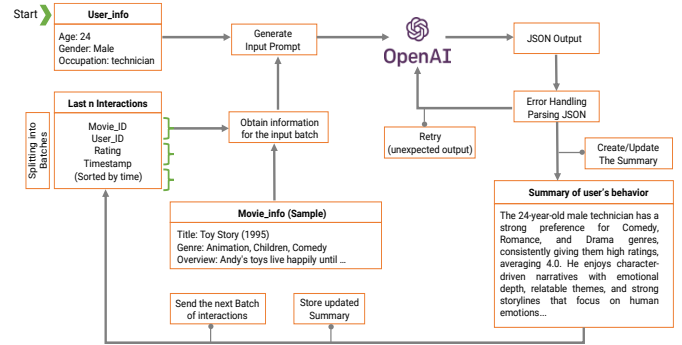 Start
User_info
Age: 24
Gender: Male
Occupation: technician
Generate
Input Prompt
OpenAI
JSON Output
Last n Interactions
Movie_ID
User_ID
Rating
Timestamp
(Sorted by time)
Splitting into
Batches
Obtain information
for the input batch
Error Handling
Parsing JSON
Retry
(unexpected output)
Create/Update
The Summary
Movie_info (Sample)
Title: Toy Story (1995)
Genre: Animation, Children, Comedy
Overview: Andy's toys live happily until ...
Summary of user's behavior
The 24-year-old male technician has a
strong preference for Comedy,
Romance, and Drama genres,
consistently giving them high ratings,
averaging 4.0. He enjoys character-
driven narratives with emotional
depth, relatable themes, and strong
storylines that focus on human
emotions...
Send the next Batch
of interactions
Store updated
Summary